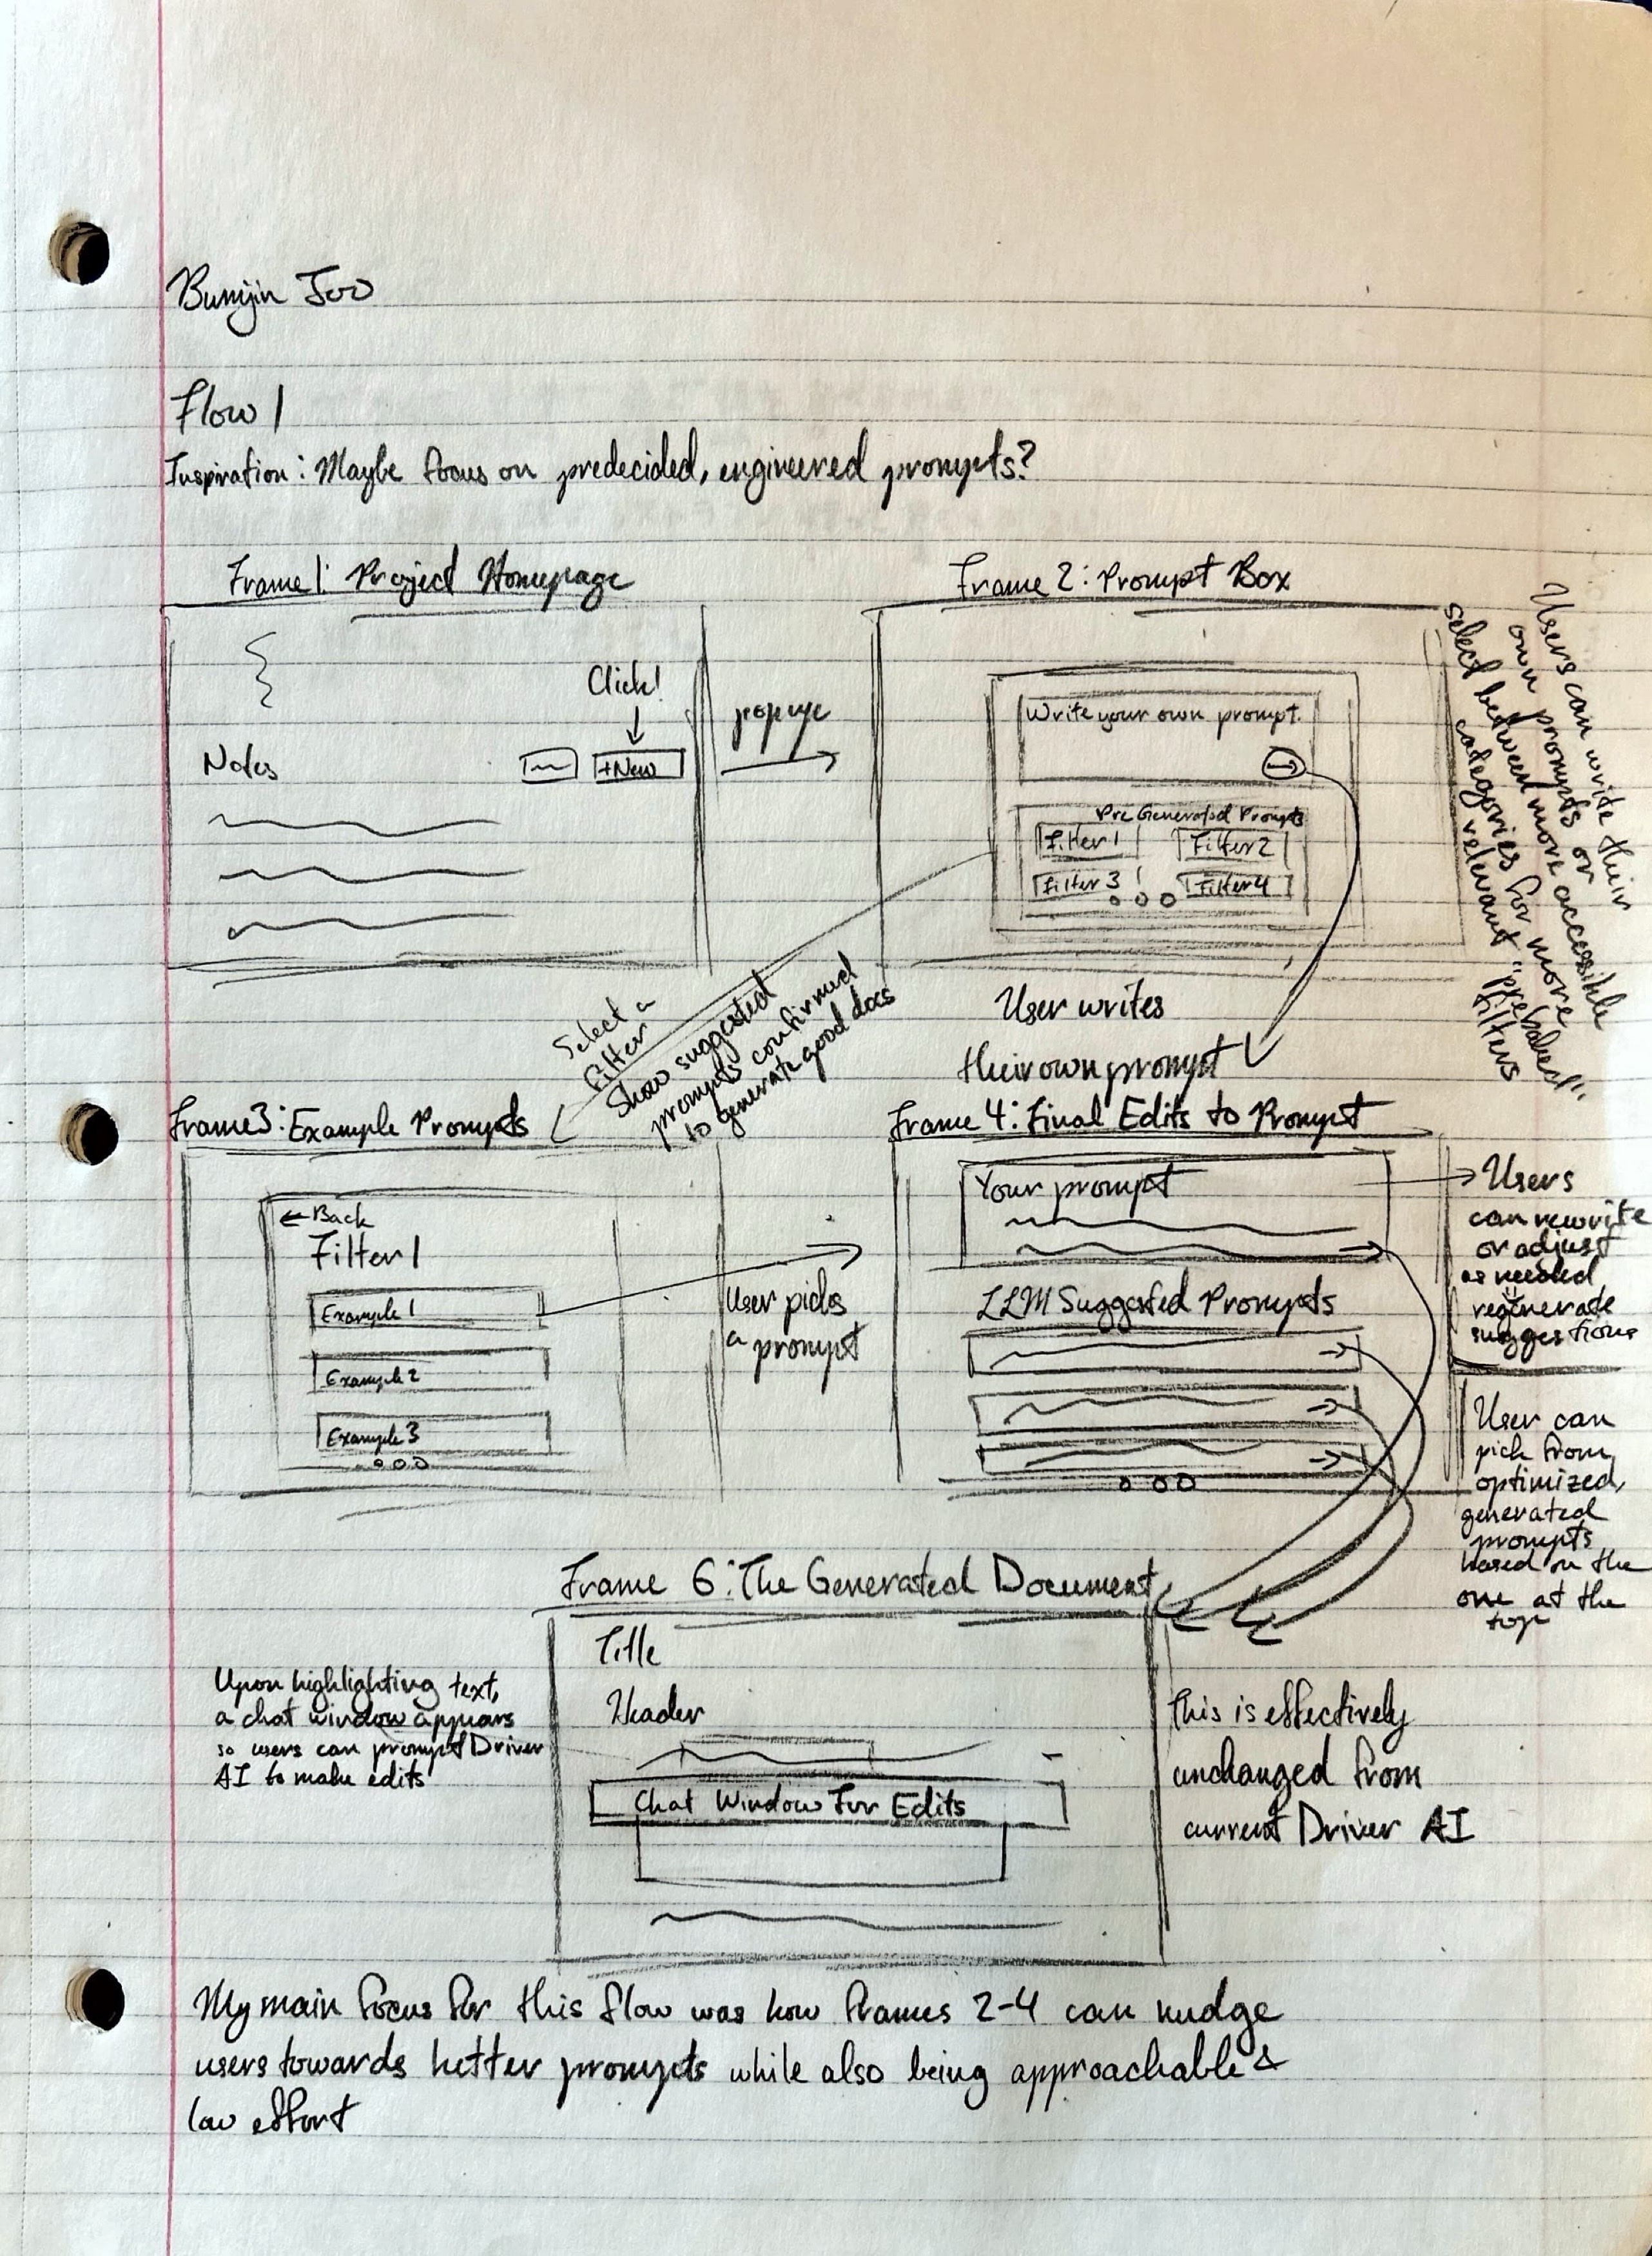 Bumjin Joo
Flow 1
Inspiration: Maybe focus on predecided, engineered prompts?
Frame 1: Project Homepage
Click!
Notes
+New
popup
Frame 2: Prompt Box
Write your own prompt.
Pre Generated Prompts
Filter 1
Filter 2
Filter 3
Filter 4
Users can write their
own prompts or
select between more accessible
categories for more
relevant "prebaked"
filters
Select a
filter
Show suggested
prompts confirmed
to generate good docs
User writes
their own prompt
Frame 3: Example Prompts
← Back
Filter 1
Example 1
Example 2
Example 3
User picks
a prompt
Frame 4: Final Edits to Prompt
Your prompt
LLM Suggested Prompts
Users
can rewrite
or adjust
as needed
regenerate
suggestions
User can
pick from
optimized,
generated
prompts
based on the
one at the
top
Frame 6: The Generated Document
Title
Header
Chat Window For Edits
Upon highlighting text,
a chat window appears
so users can prompt Driver
AI to make edits
This is effectively
unchanged from
current Driver AI
My main focus for this flow was how frames 2-4 can nudge
users towards better prompts while also being approachable &
low effort